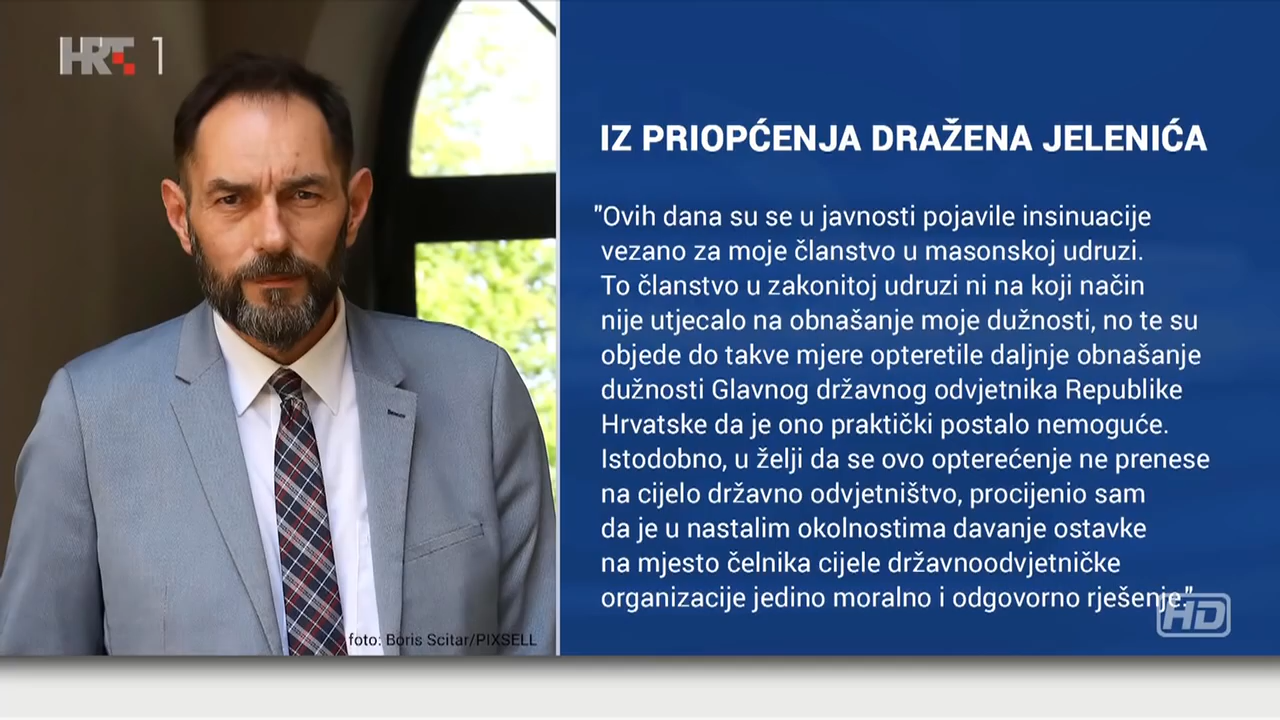 HRT 1
IZ PRIOPĆENJA DRAŽENA JELENIĆA
"Ovih dana su se u javnosti pojavile insinuacije
vezano za moje članstvo u masonskoj udruzi.
To članstvo u zakonitoj udruzi ni na koji način
nije utjecalo na obnašanje moje dužnosti, no te su
objede do takve mjere opteretile daljnje obnašanje
dužnosti Glavnog državnog odvjetnika Republike
Hrvatske da je ono praktički postalo nemoguće.
Istodobno, u želji da se ovo opterećenje ne prenese
na cijelo državno odvjetništvo, procijenio sam
da je u nastalim okolnostima davanje ostavke
na mjesto čelnika cijele državnoodvjetničke
organizacije jedino moralno i odgovorno rješenje."
HD
foto: Boris Scitar/PIXSELL